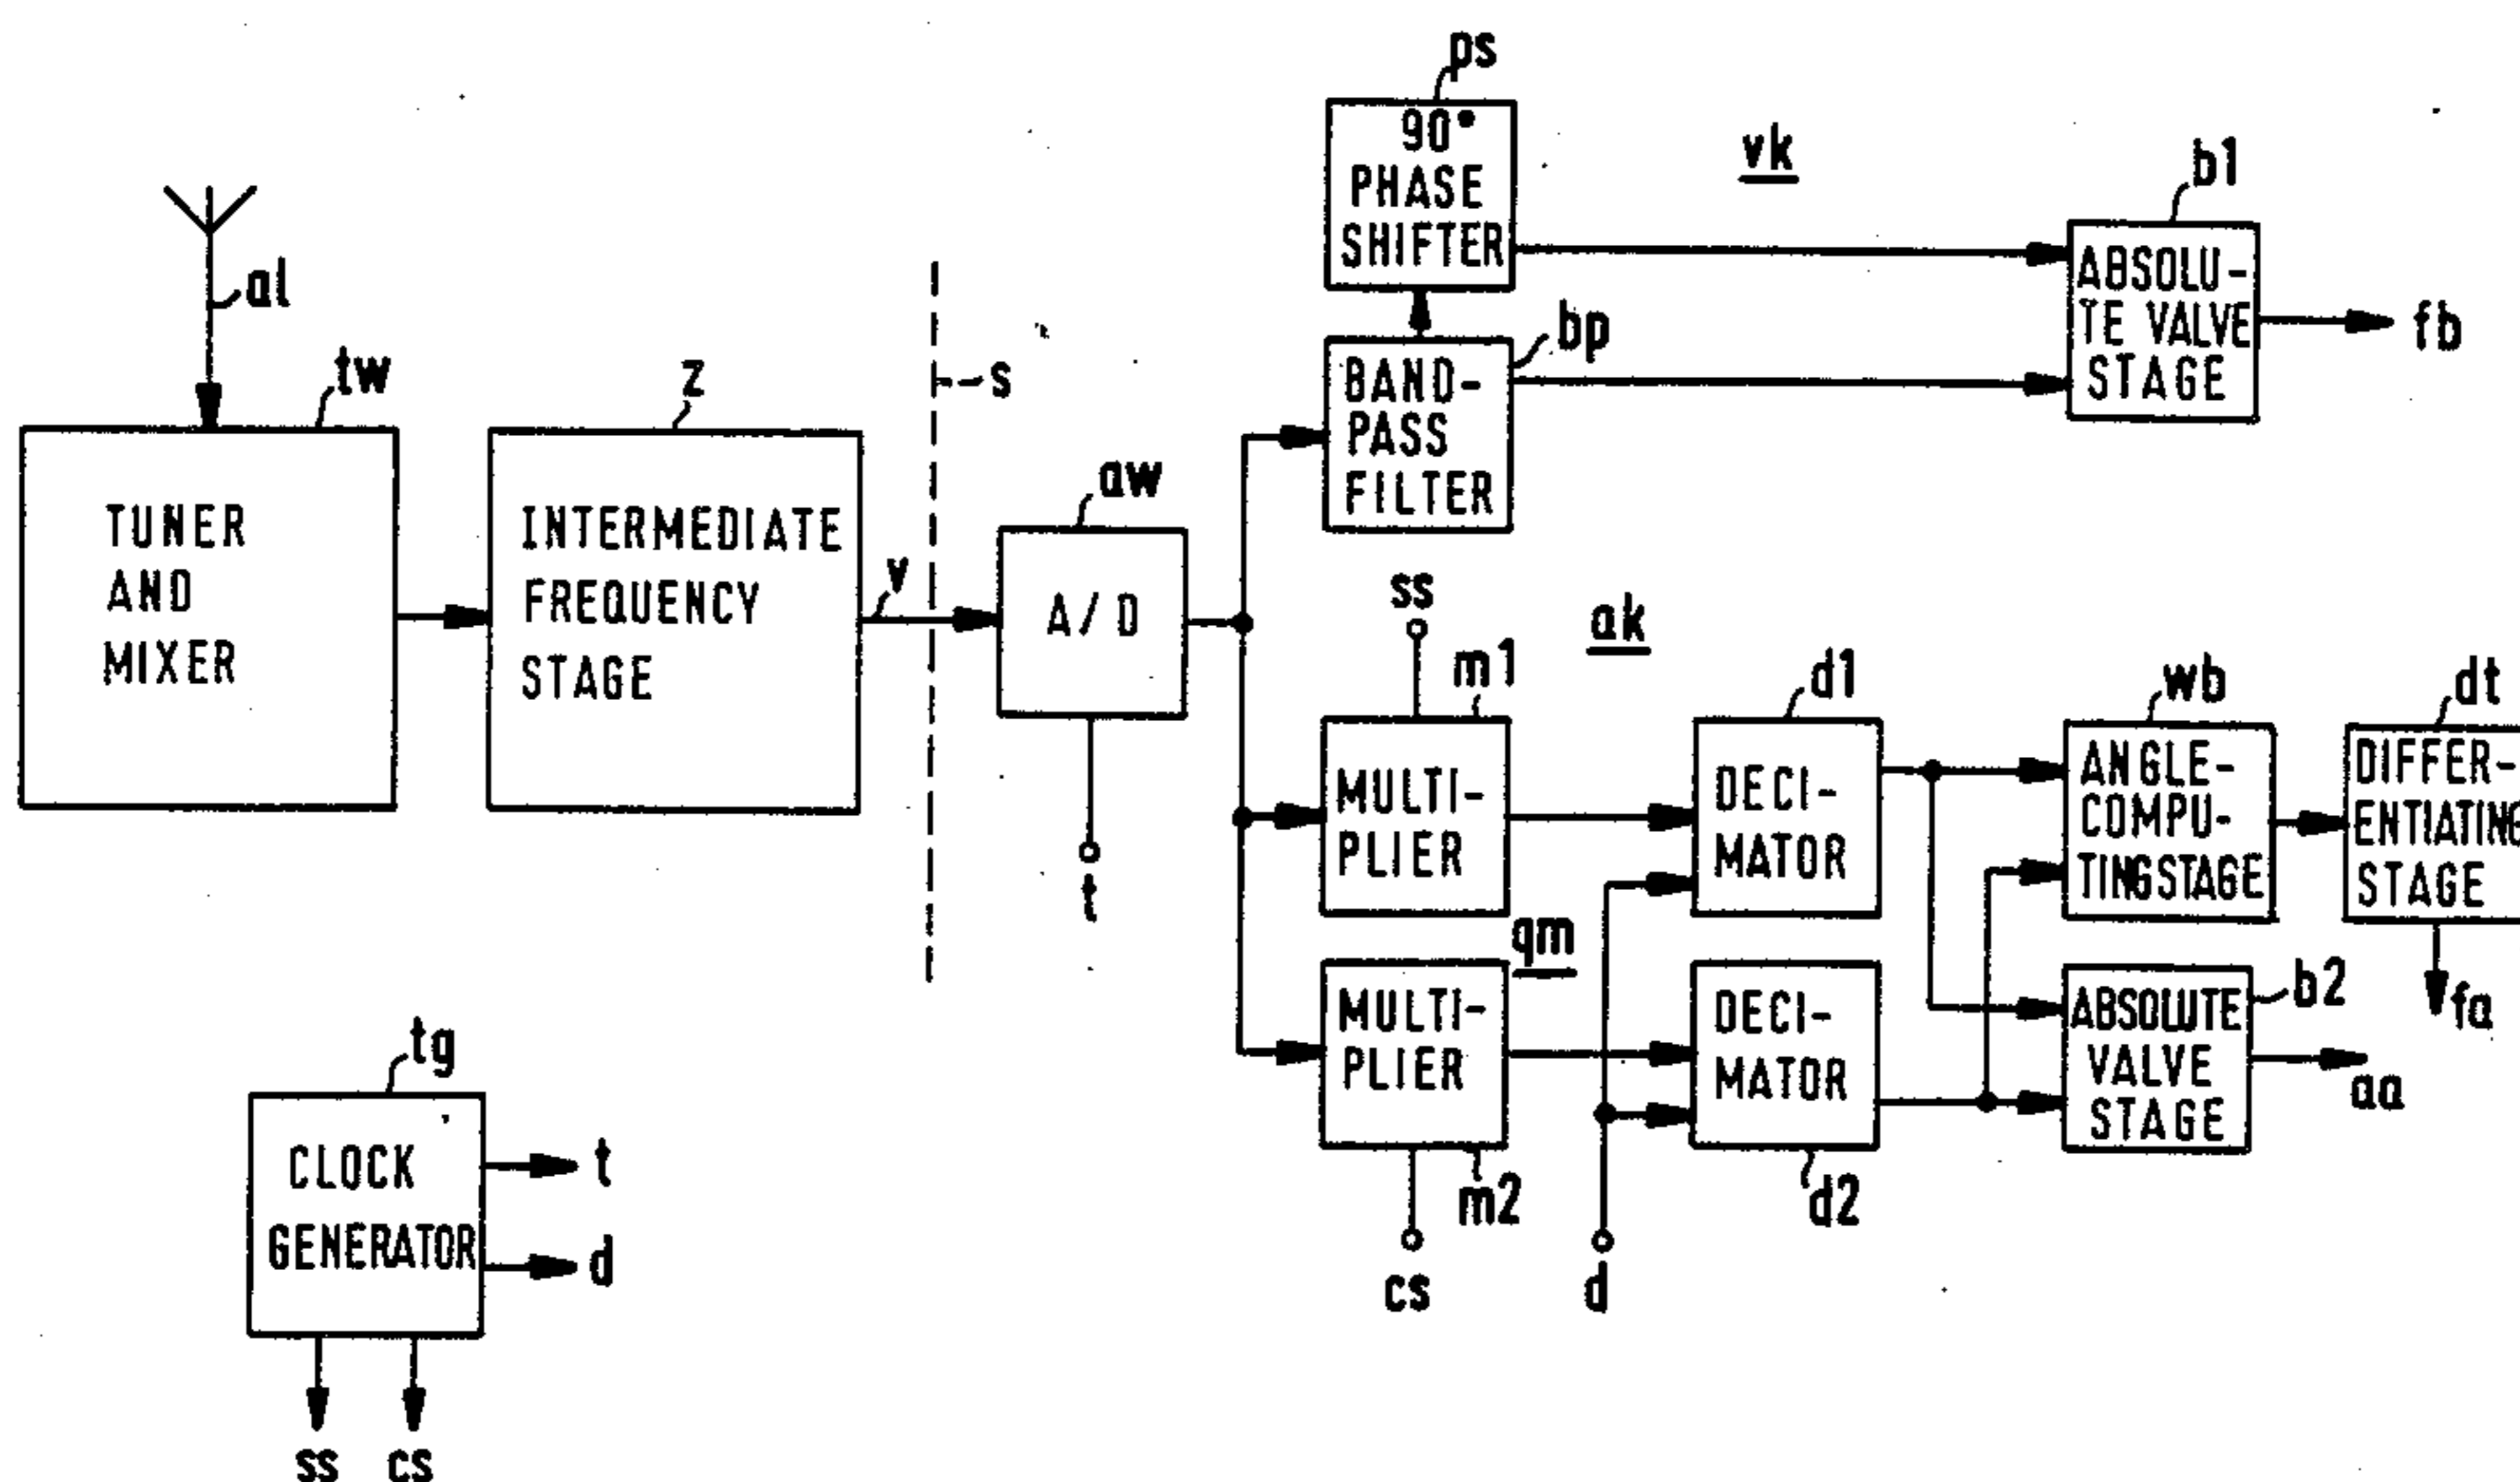 ps
90°
PHASE
SHIFTER
vk
b1
ABSOLU-
TE VALVE
STAGE
fb
al
tw
z
s
bp
BAND-
PASS
FILTER
TUNER
AND
MIXER
INTERMEDIATE
FREQUENCY
STAGE
v
aw
A/D
t
ss
ak
m1
MULTI-
PLIER
d1
DECI-
MATOR
wb
ANGLE-
COMPU-
TINGSTAGE
dt
DIFFER-
ENTIATING
STAGE
fa
qm
MULTI-
PLIER
m2
cs
DECI-
MATOR
d2
d
b2
ABSOLUTE
VALVE
STAGE
aa
tg
CLOCK
GENERATOR
t
d
ss cs